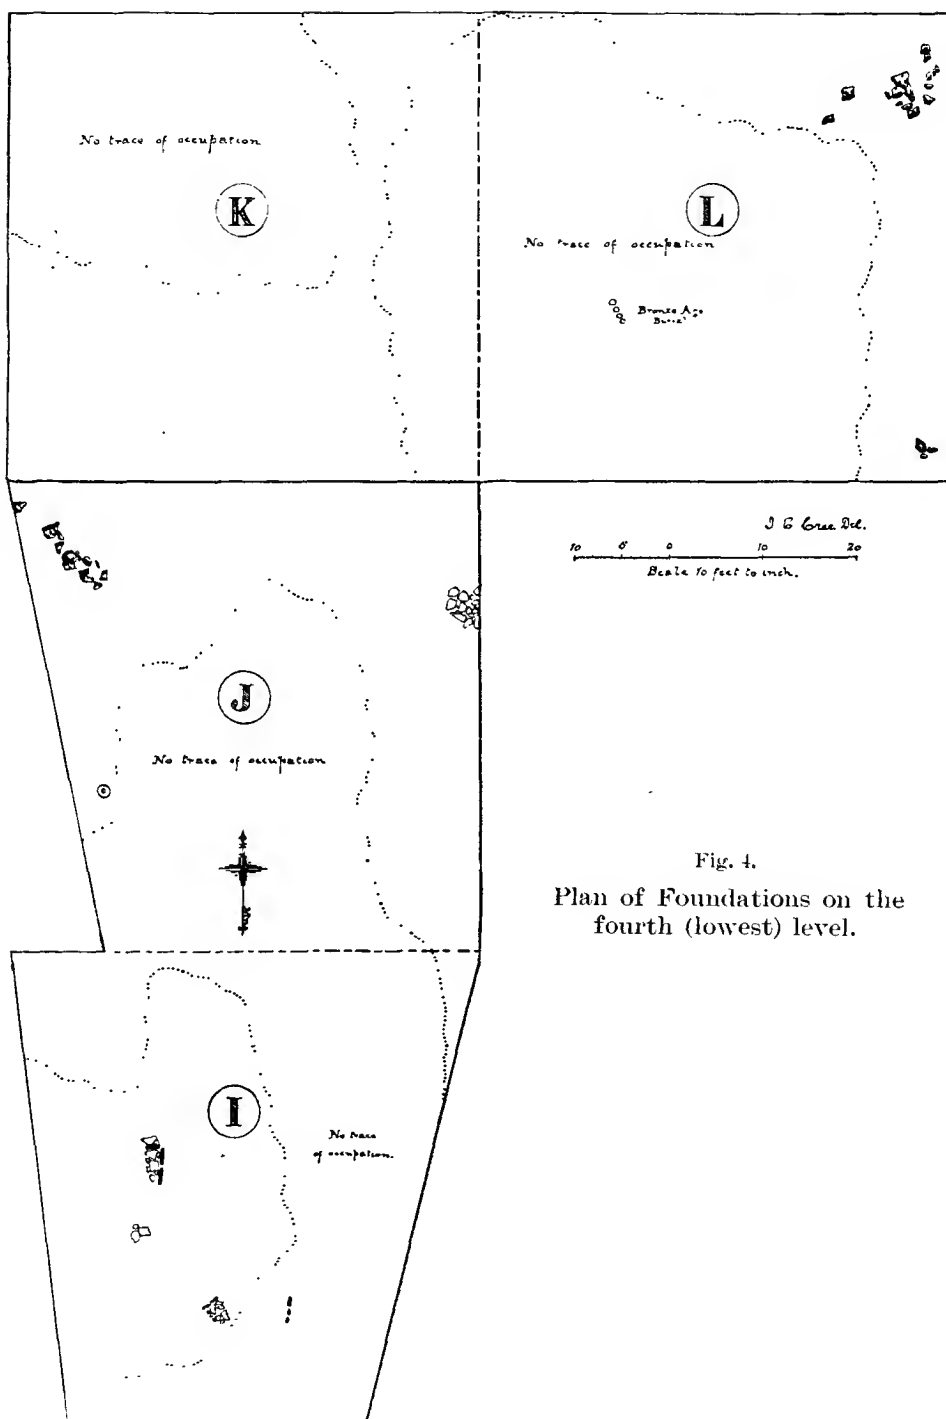 No trace of occupation
K
L
No trace of occupation
Bronze Age
Burial
J E Cree Del.
10 5 0 10 20
Scale 10 feet to inch.
J
No trace of occupation
Fig. 4.
Plan of Foundations on the
fourth (lowest) level.
I
No trace
of occupation.